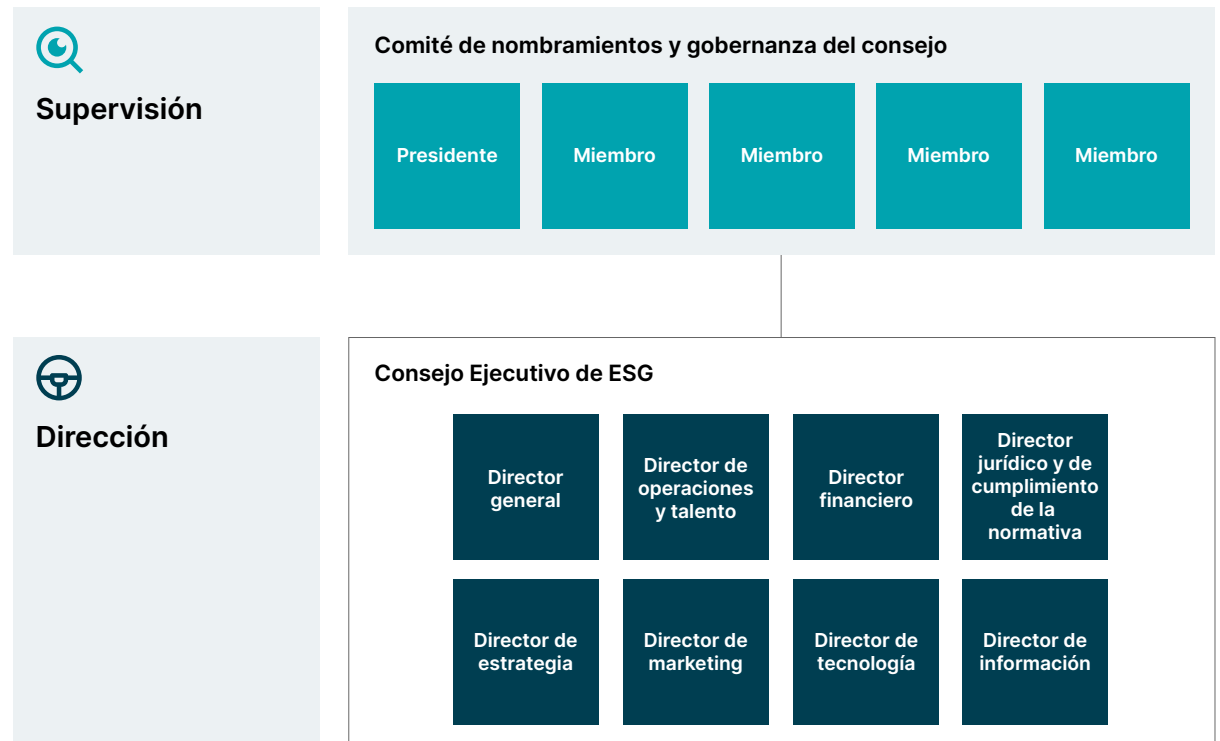 Supervisión
Comité de nombramientos y gobernanza del consejo
Presidente
Miembro
Miembro
Miembro
Miembro
Dirección
Consejo Ejecutivo de ESG
Director
general
Director de
operaciones
y talento
Director
financiero
Director
jurídico y de
cumplimiento
de la
normativa
Director de
estrategia
Director de
marketing
Director de
tecnología
Director de
información